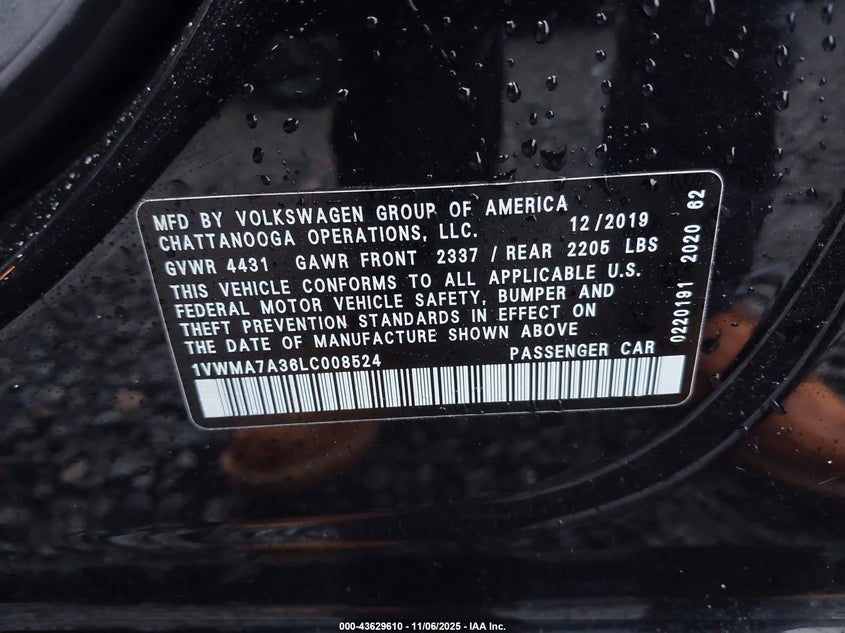 MFD BY VOLKSWAGEN GROUP OF AMERICA
CHATTANOOGA OPERATIONS, LLC. 12/2019
GVWR 4431 GAWR FRONT 2337 / REAR 2205 LBS
THIS VEHICLE CONFORMS TO ALL APPLICABLE U.S.
FEDERAL MOTOR VEHICLE SAFETY, BUMPER AND
THEFT PREVENTION STANDARDS IN EFFECT ON
THE DATE OF MANUFACTURE SHOWN ABOVE
1VWMA7A36LC008524 PASSENGER CAR
0220191 2020 62
000-43629610 - 11/06/2025 - IAA Inc.